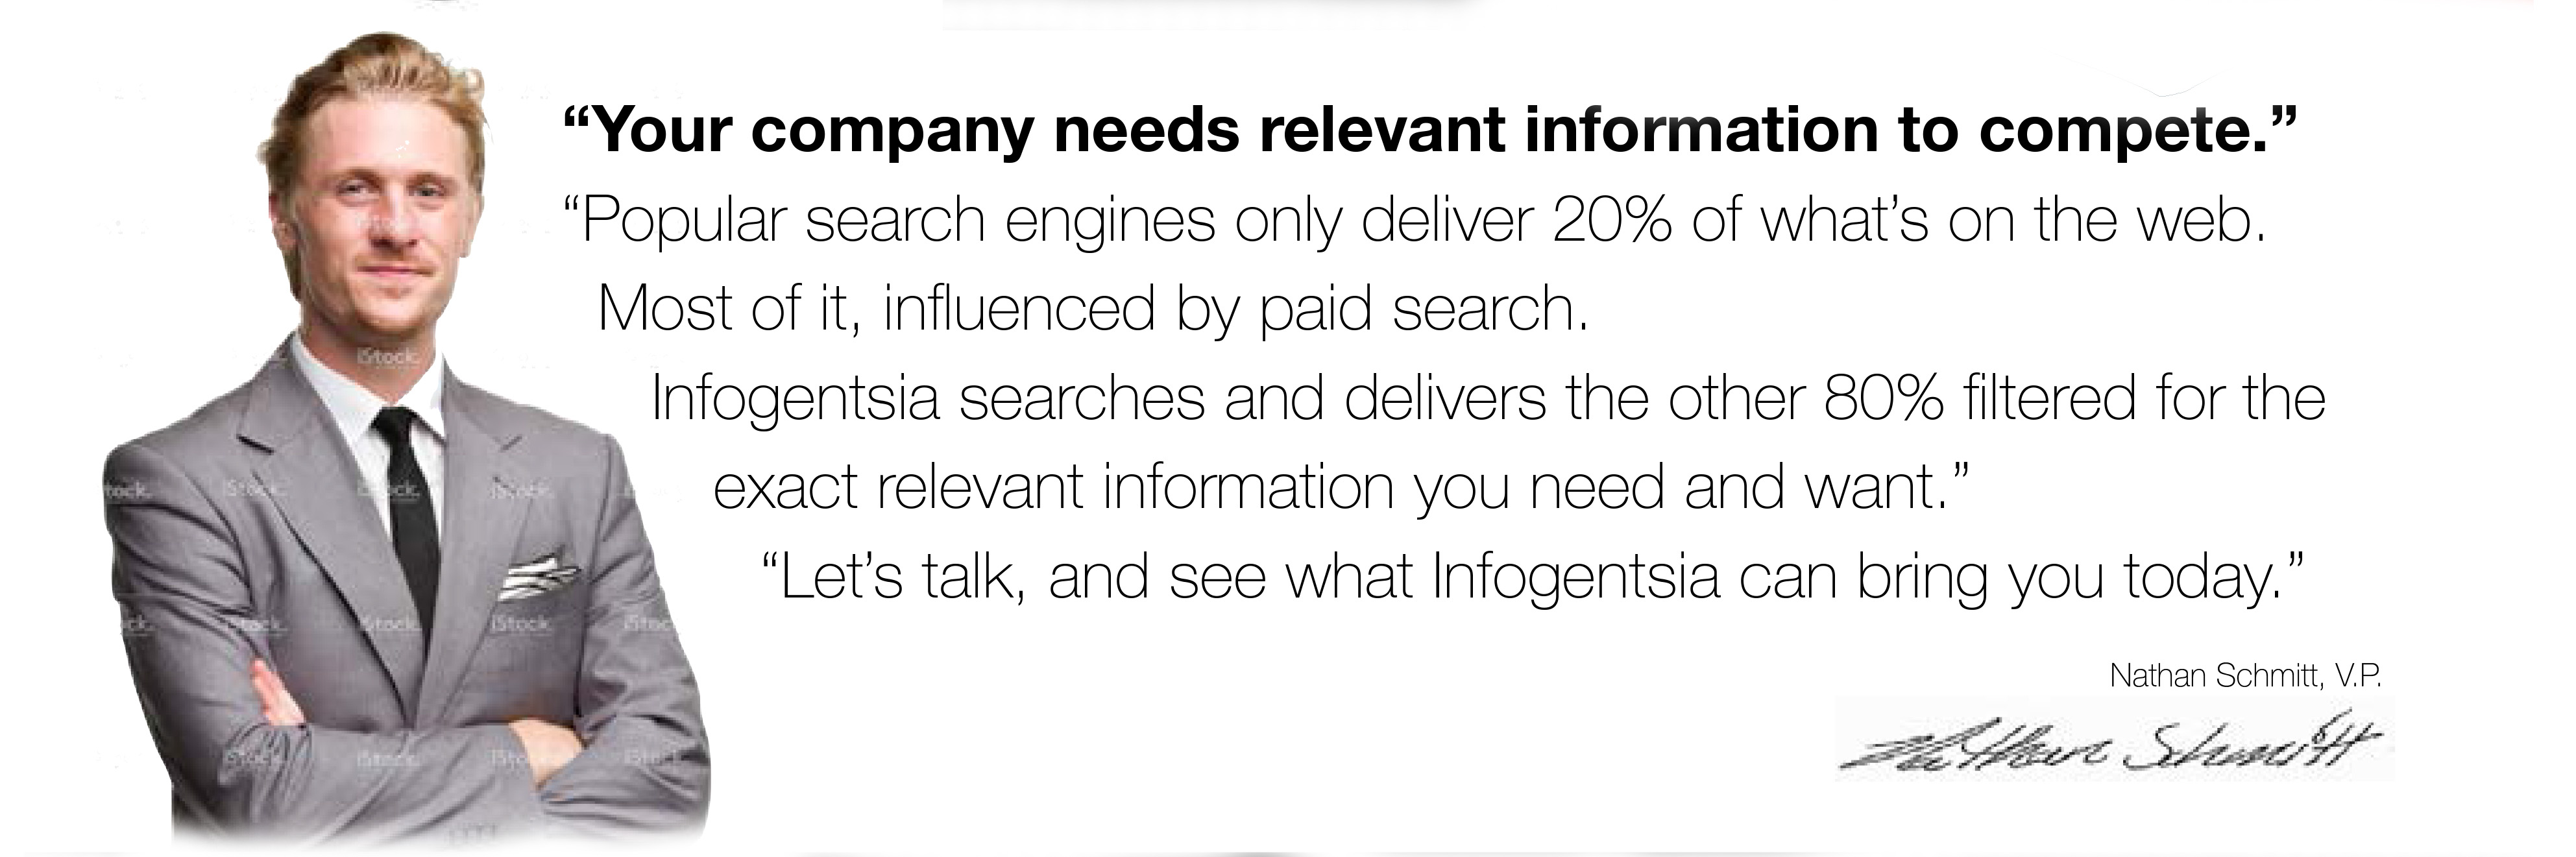 “Your company needs relevant information to compete.”
“Popular search engines only deliver 20% of what’s on the web.
Most of it, influenced by paid search.
Infogentsia searches and delivers the other 80% filtered for the
exact relevant information you need and want.”
“Let’s talk, and see what Infogentsia can bring you today.”
Nathan Schmitt, V.P.
Nathan Schmitt
iStock.
tock. iStock. iStock. iStock.
ck. iStock. iStock. iStock. iStoc
iStock. iStock. iStock. iStock.